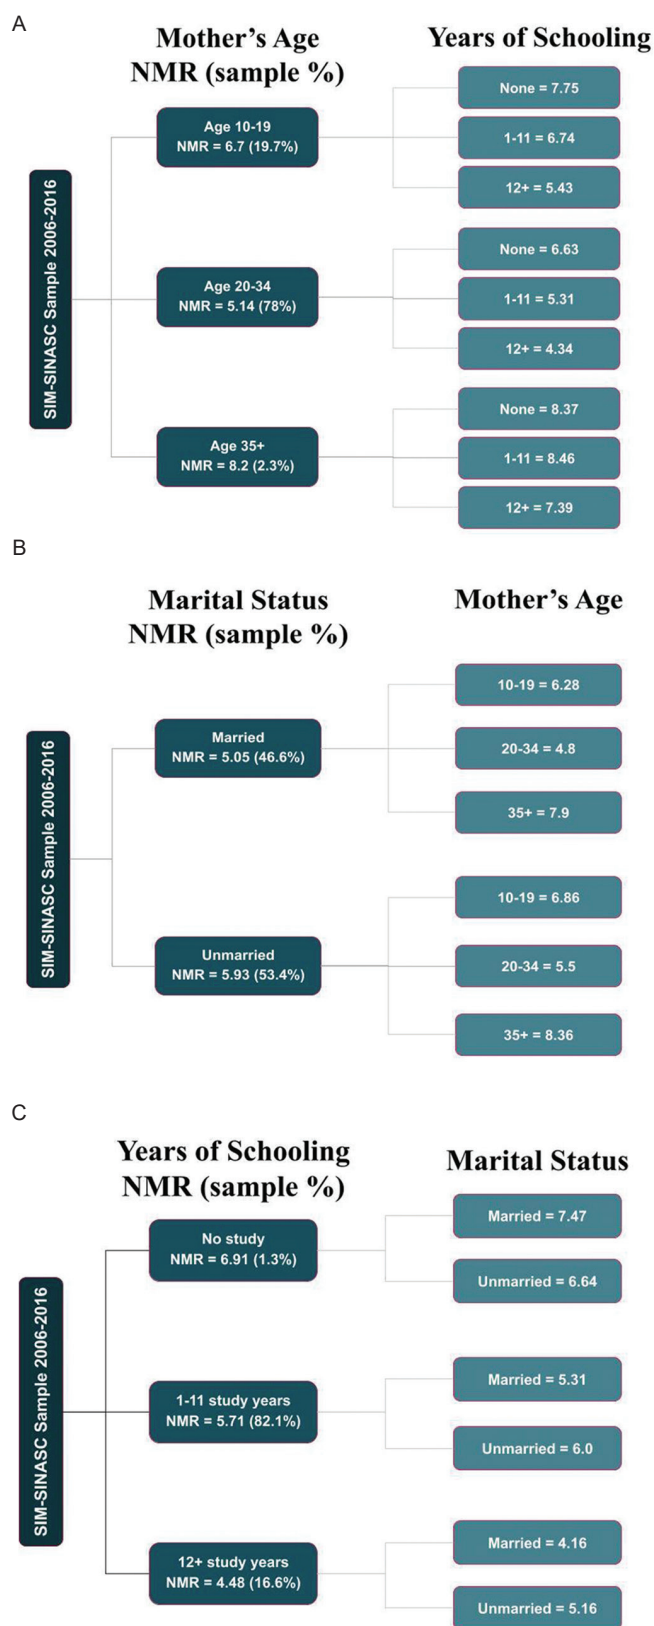 A
Mother's Age
NMR (sample %)
Years of Schooling
SIM-SINASC Sample 2006-2016
Age 10-19
NMR = 6.7 (19.7%)
None = 7.75
1-11 = 6.74
12+ = 5.43
Age 20-34
NMR = 5.14 (78%)
None = 6.63
1-11 = 5.31
12+ = 4.34
Age 35+
NMR = 8.2 (2.3%)
None = 8.37
1-11 = 8.46
12+ = 7.39
B
Marital Status
NMR (sample %)
Mother's Age
SIM-SINASC Sample 2006-2016
Married
NMR = 5.05 (46.6%)
10-19 = 6.28
20-34 = 4.8
35+ = 7.9
Unmarried
NMR = 5.93 (53.4%)
10-19 = 6.86
20-34 = 5.5
35+ = 8.36
C
Years of Schooling
NMR (sample %)
Marital Status
SIM-SINASC Sample 2006-2016
No study
NMR = 6.91 (1.3%)
Married = 7.47
Unmarried = 6.64
1-11 study years
NMR = 5.71 (82.1%)
Married = 5.31
Unmarried = 6.0
12+ study years
NMR = 4.48 (16.6%)
Married = 4.16
Unmarried = 5.16